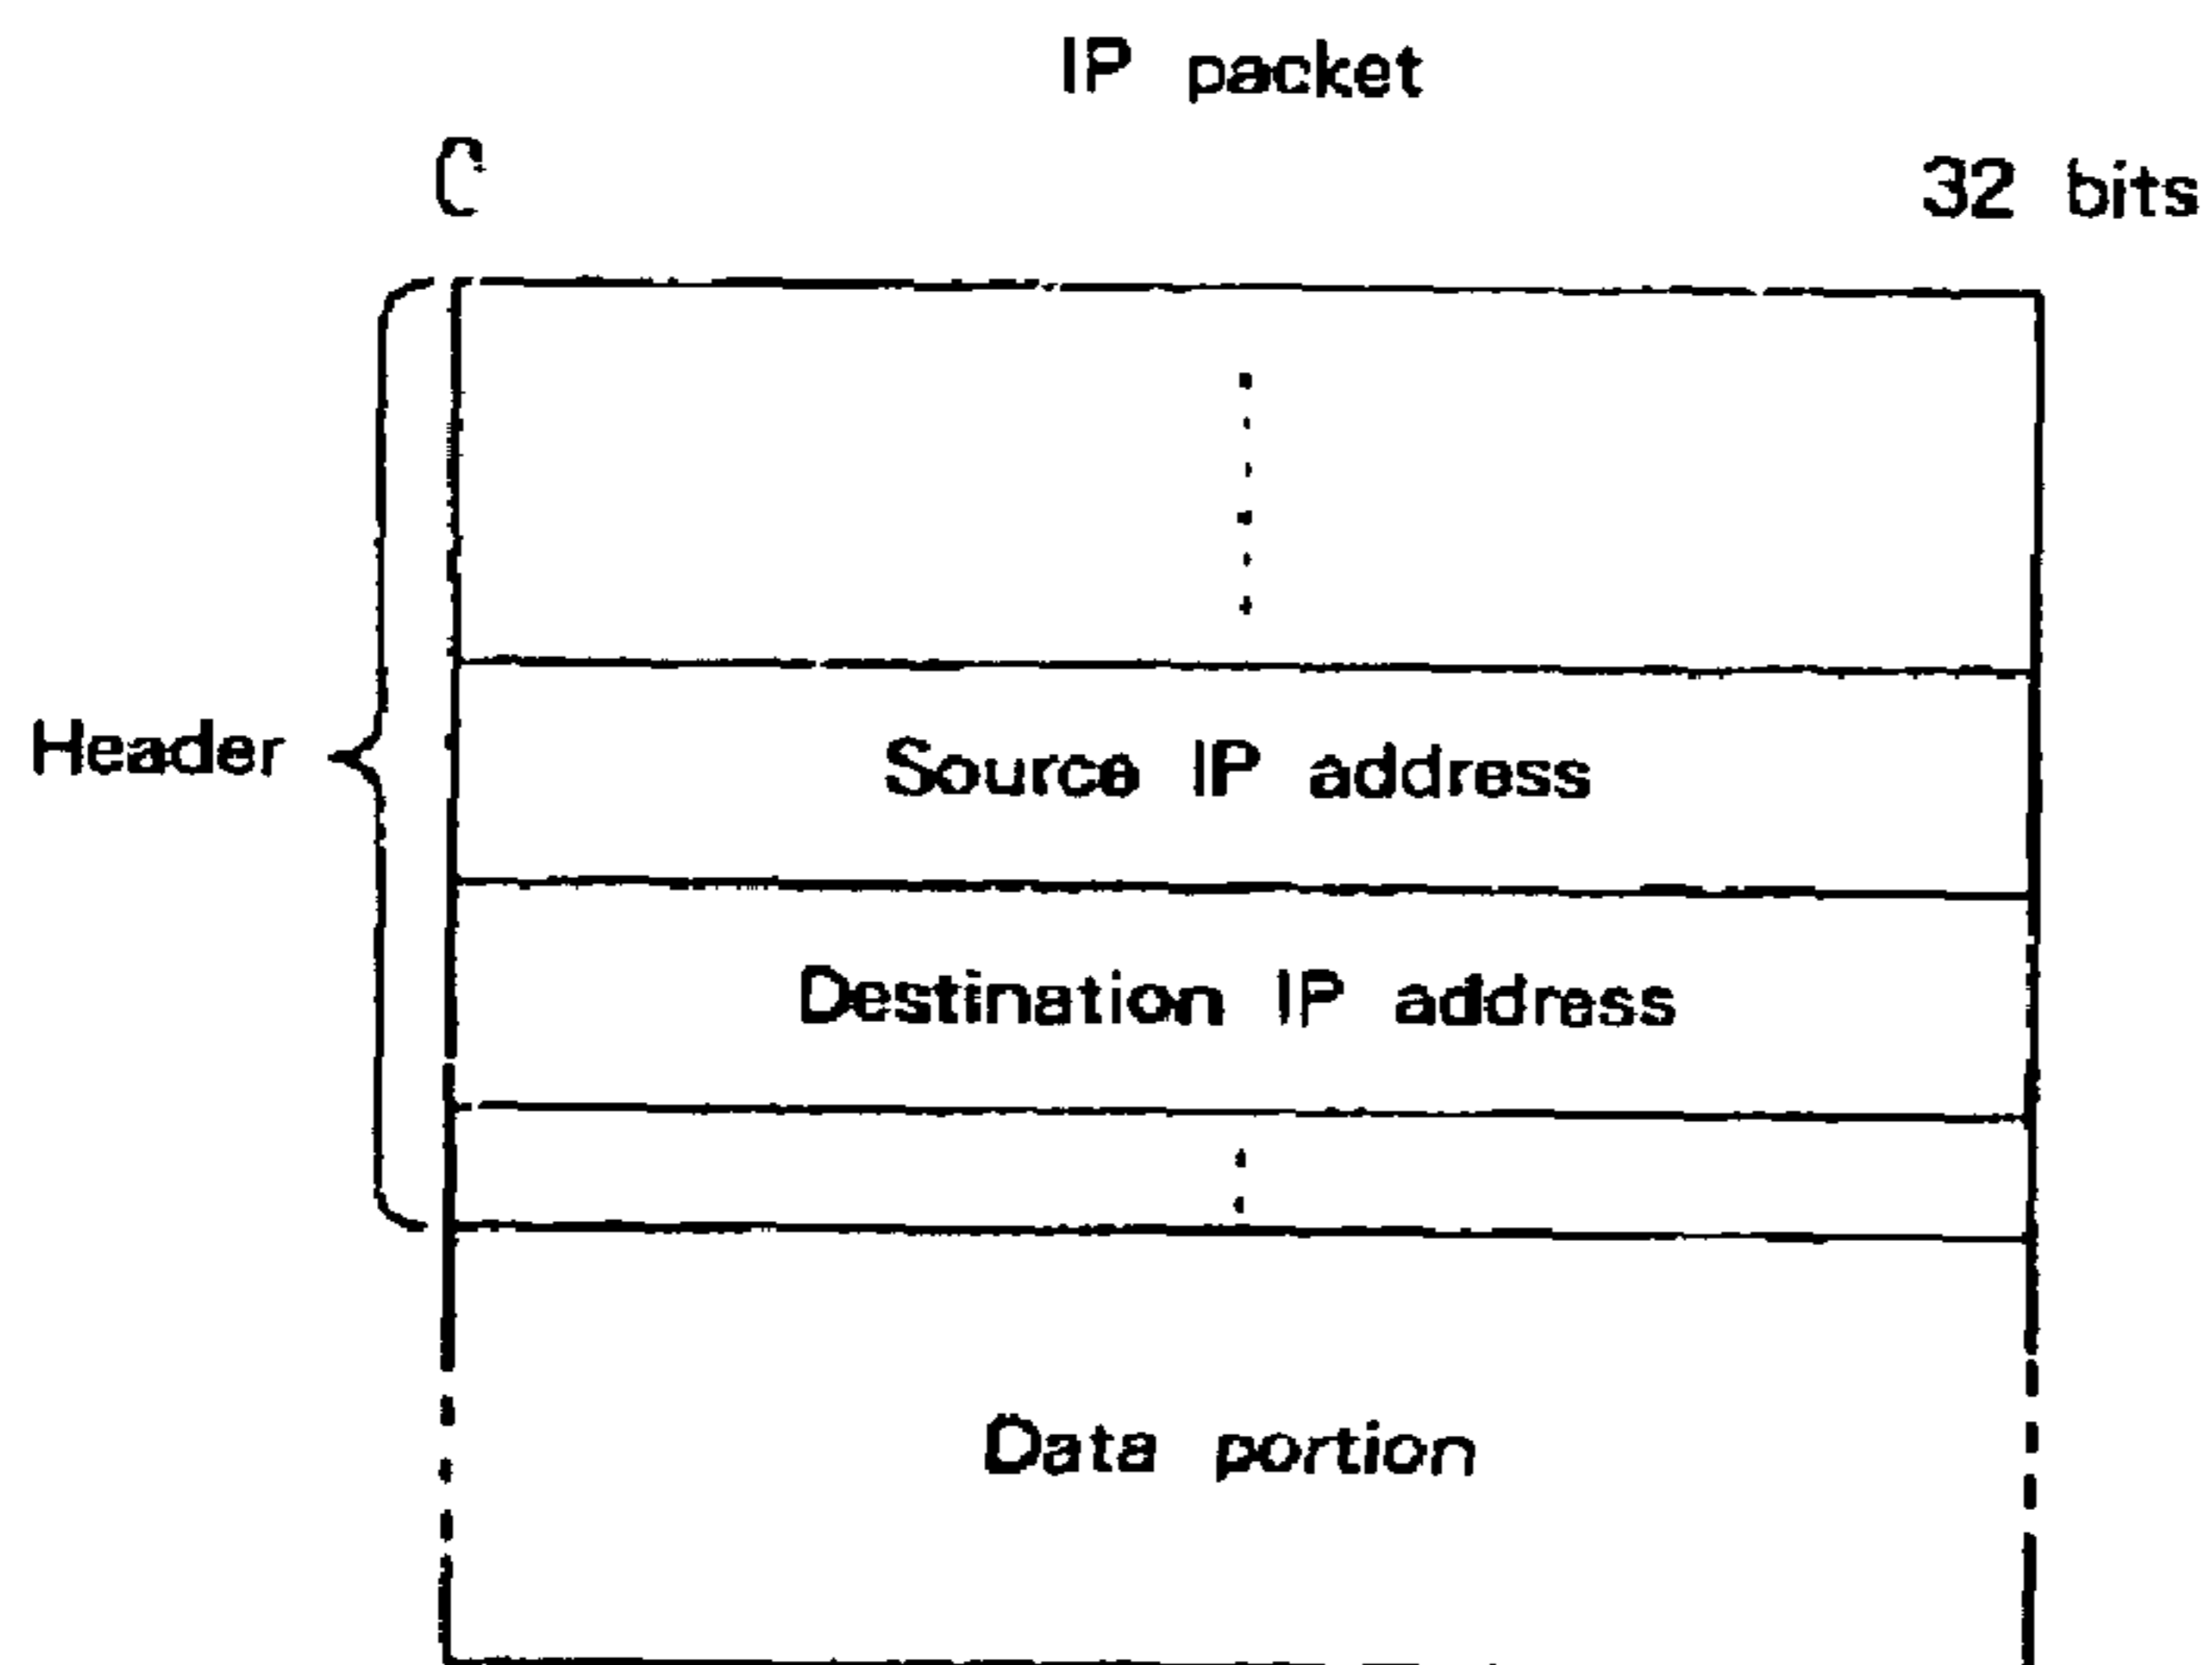 IP packet
32 bits
Header
Source IP address
Destination IP address
Data portion